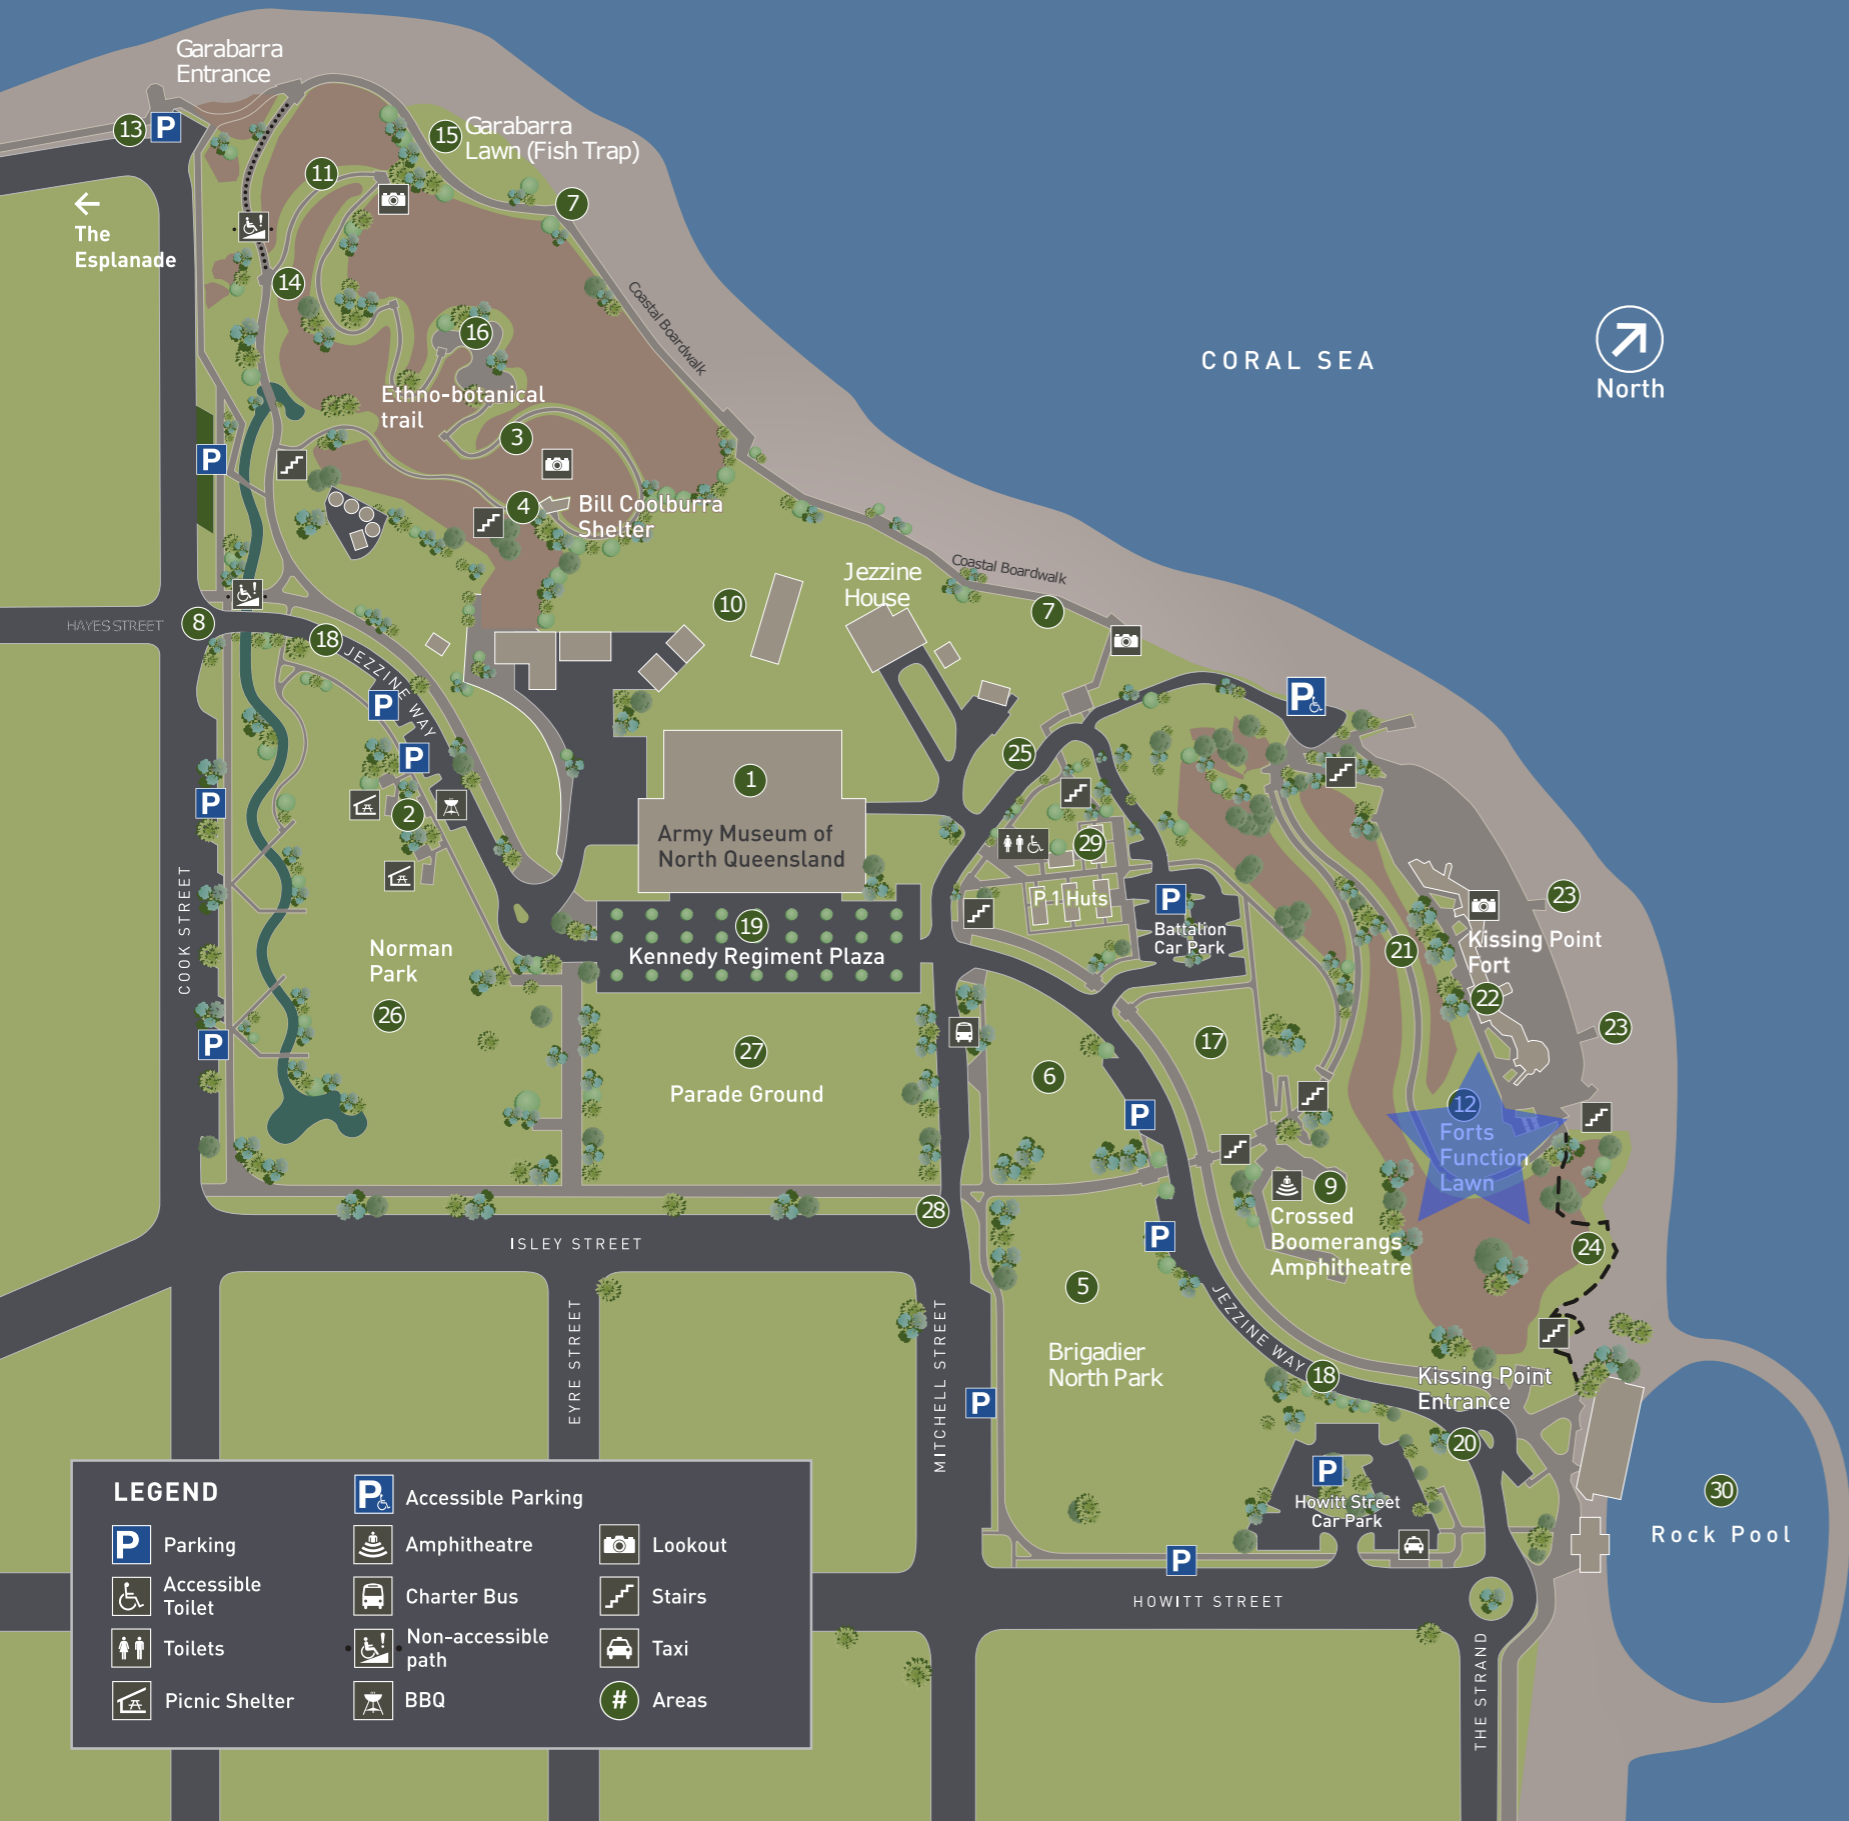 Garabarra
Entrance
13
P
15
Garabarra
Lawn (Fish Trap)
11
7
←
The
Esplanade
14
16
Coastal Boardwalk
CORAL SEA
North
Ethno-botanical
trail
3
P
4
Bill Coolburra
Shelter
Coastal Boardwalk
Jezzine
House
10
7
8
HAYES STREET
18
JEZZINE WAY
P
P
P
25
1
Army Museum of
North Queensland
2
P
29
P 1 Huts
P
Battalion
Car Park
23
21
Kissing Point
Fort
22
23
19
Kennedy Regiment Plaza
COOK STREET
Norman
Park
26
P
27
Parade Ground
17
6
P
12
Forts
Function
Lawn
9
Crossed
Boomerangs
Amphitheatre
28
ISLEY STREET
P
24
5
JEZZINE WAY
Brigadier
North Park
EYRE STREET
MITCHELL STREET
P
18
Kissing Point
Entrance
20
P
Howitt Street
Car Park
30
Rock Pool
P
HOWITT STREET
THE STRAND
LEGEND
P
Parking
Accessible
Toilet
Toilets
Picnic Shelter
P
Accessible Parking
Amphitheatre
Charter Bus
Non-accessible
path
BBQ
Lookout
Stairs
Taxi
#
Areas